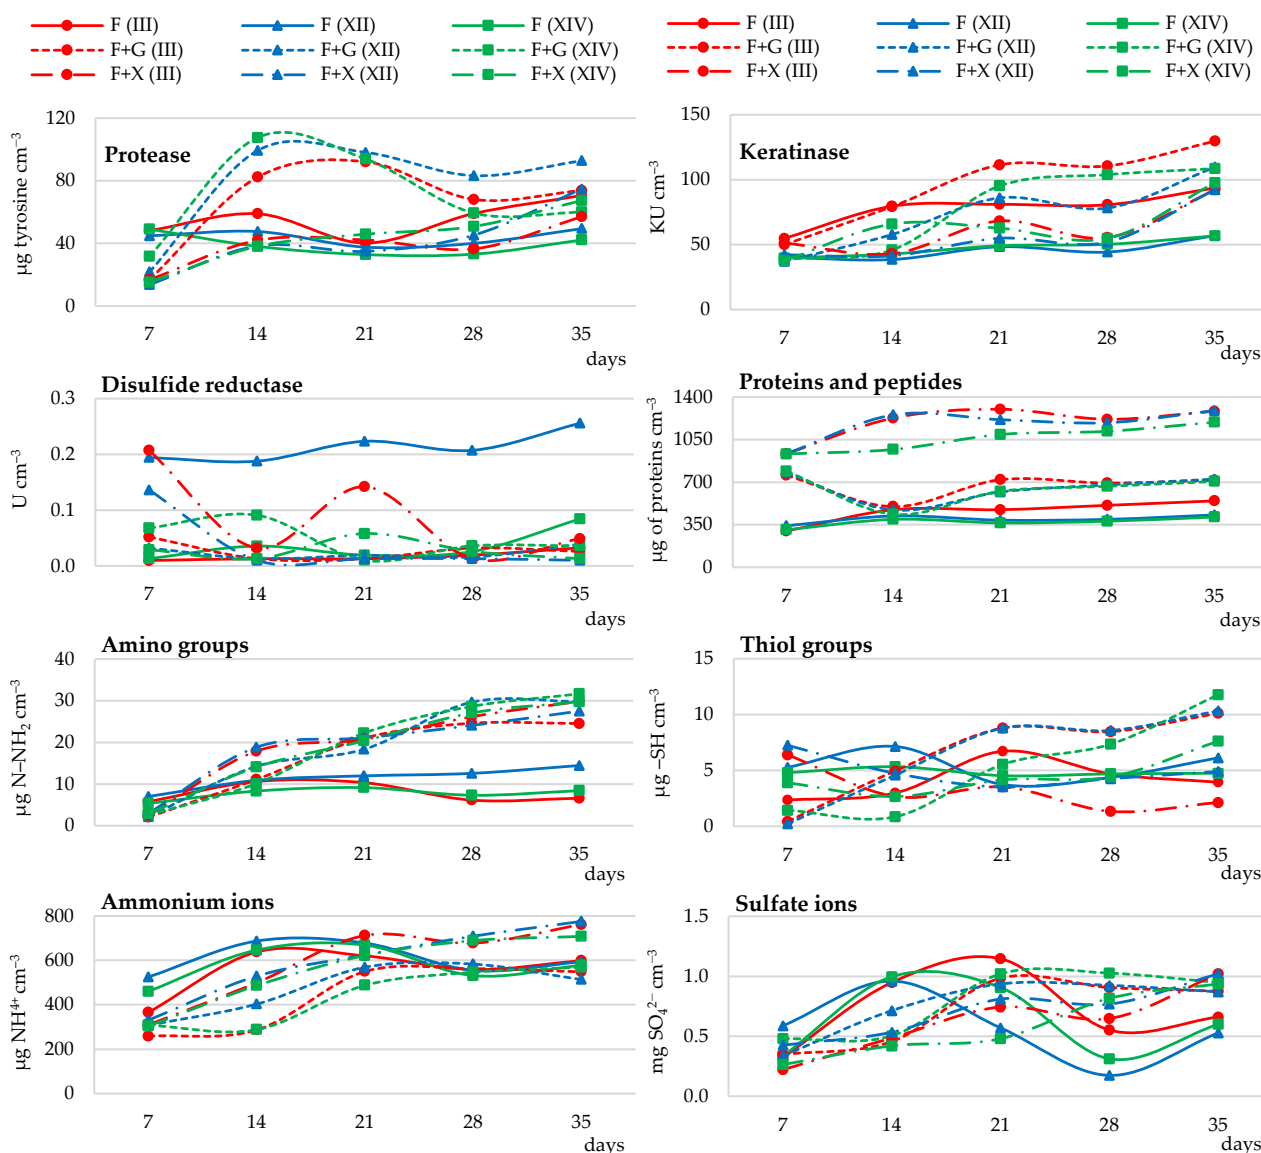 F (III) F (XII) F (XIV)
F+G (III) F+G (XII) F+G (XIV)
F+X (III) F+X (XII) F+X (XIV)
F (III) F (XII) F (XIV)
F+G (III) F+G (XII) F+G (XIV)
F+X (III) F+X (XII) F+X (XIV)
Protease
µg tyrosine cm⁻³
120
80
40
0
7 14 21 28 35
days
Keratinase
KU cm⁻³
150
100
50
0
7 14 21 28 35
days
Disulfide reductase
U cm⁻³
0.3
0.2
0.1
0.0
7 14 21 28 35
days
Proteins and peptides
µg of proteins cm⁻³
1400
1050
700
350
0
7 14 21 28 35
days
Amino groups
µg N–NH₂ cm⁻³
40
30
20
10
0
7 14 21 28 35
days
Thiol groups
µg –SH cm⁻³
15
10
5
0
7 14 21 28 35
days
Ammonium ions
µg NH⁴⁺ cm⁻³
800
600
400
200
0
7 14 21 28 35
days
Sulfate ions
mg SO₄²⁻ cm⁻³
1.5
1.0
0.5
0.0
7 14 21 28 35
days